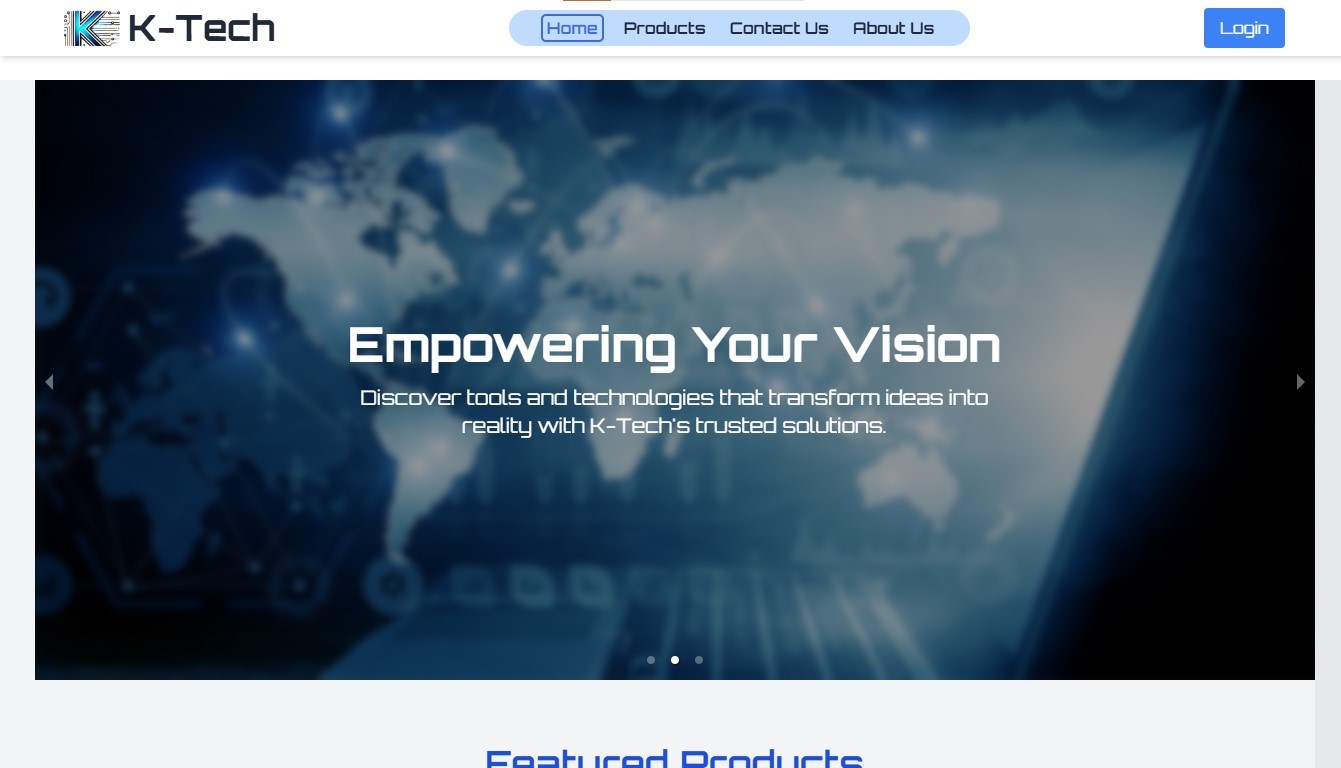 K-Tech
Home
Products
Contact Us
About Us
Login
Empowering Your Vision
Discover tools and technologies that transform ideas into
reality with K-Tech's trusted solutions.
Featured Products